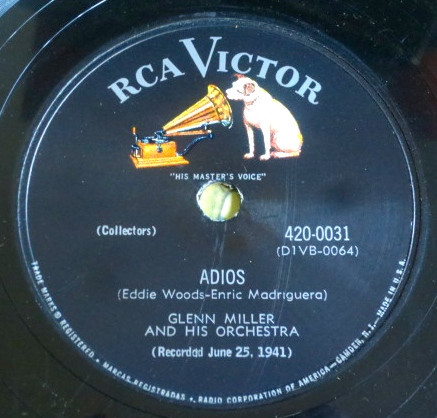 RCA VICTOR
"HIS MASTER'S VOICE"
(Collectors)
420-0031
(D1VB-0064)
ADIOS
(Eddie Woods-Enric Madriguera)
GLENN MILLER
AND HIS ORCHESTRA
(Recorded June 25, 1941)
TRADE MARKS ® REGISTERED • MARCAS REGISTRADAS • RADIO CORPORATION OF AMERICA—CAMDEN, N. J.—MADE IN U.S.A.